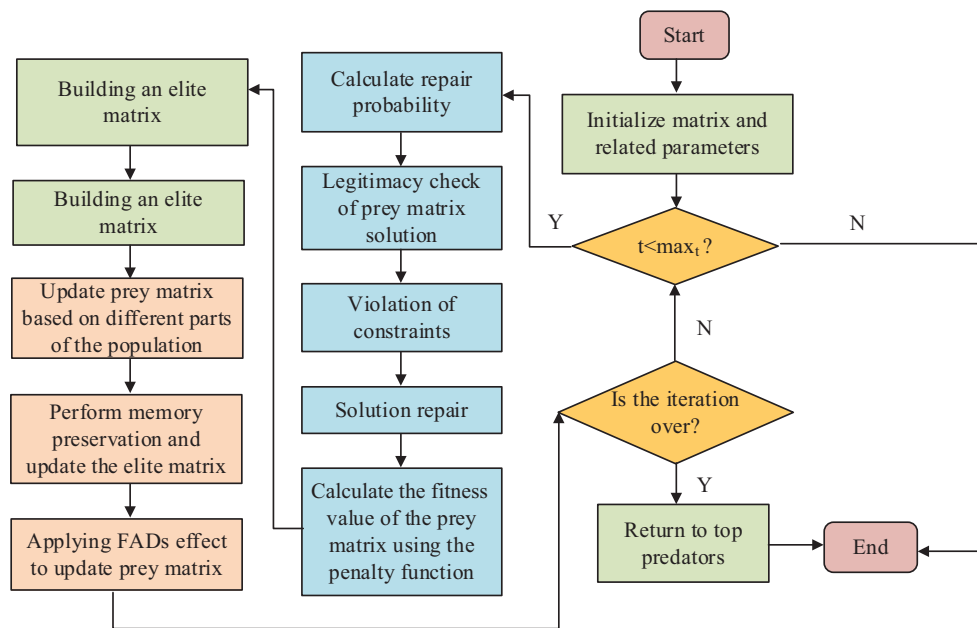 Start
Initialize matrix and
related parameters
t<maxₜ?
Y
N
Calculate repair
probability
Legitimacy check
of prey matrix
solution
Violation of
constraints
Solution repair
Calculate the fitness
value of the prey
matrix using the
penalty function
Building an elite
matrix
Building an elite
matrix
Update prey matrix
based on different parts
of the population
Perform memory
preservation and
update the elite matrix
Applying FADs effect
to update prey matrix
Is the iteration
over?
N
Y
Return to top
predators
End